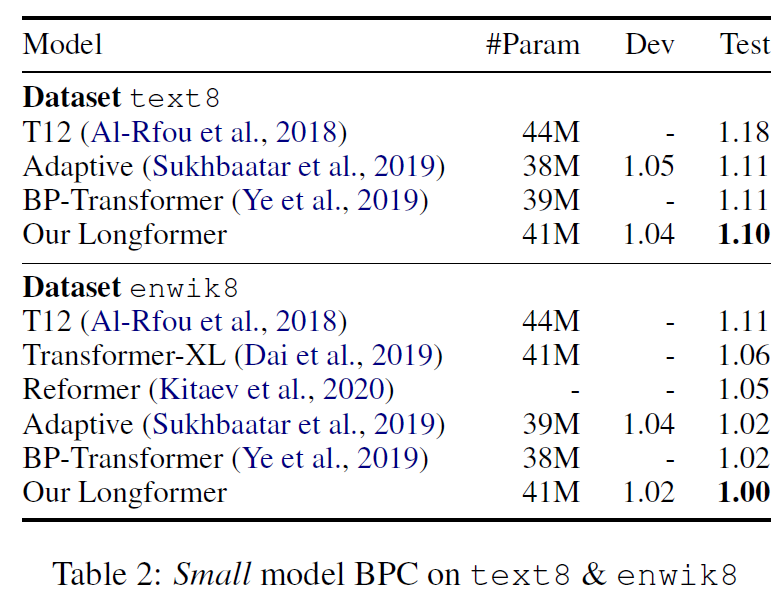 Model #Param Dev Test
Dataset text8
T12 (Al-Rfou et al., 2018) 44M - 1.18
Adaptive (Sukhbaatar et al., 2019) 38M 1.05 1.11
BP-Transformer (Ye et al., 2019) 39M - 1.11
Our Longformer 41M 1.04 1.10
Dataset enwik8
T12 (Al-Rfou et al., 2018) 44M - 1.11
Transformer-XL (Dai et al., 2019) 41M - 1.06
Reformer (Kitaev et al., 2020) - - 1.05
Adaptive (Sukhbaatar et al., 2019) 39M 1.04 1.02
BP-Transformer (Ye et al., 2019) 38M - 1.02
Our Longformer 41M 1.02 1.00
Table 2: Small model BPC on text8 & enwik8